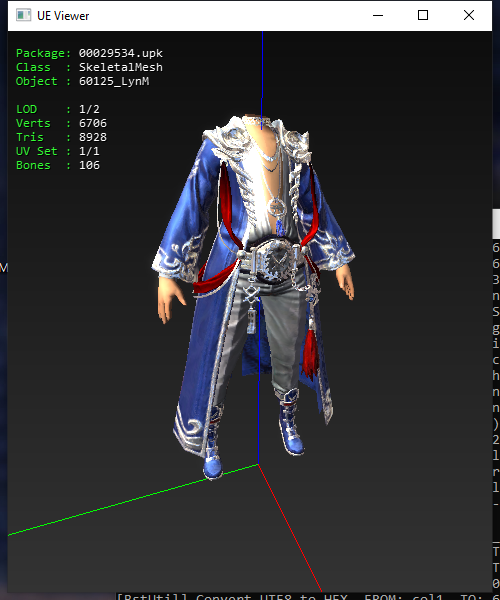 UE Viewer
Package: 00029534.upk
Class : SkeletalMesh
Object : 60125_LynM
LOD : 1/2
Verts : 6706
Tris : 8928
UV Set : 1/1
Bones : 106
M
6
6
3
n
S
g
i
c
h
n
n
)
2
l
r
l
-
T
T
0
[BstUtil] Convert UTF8 to HEX. FROM: col1, TO: 6